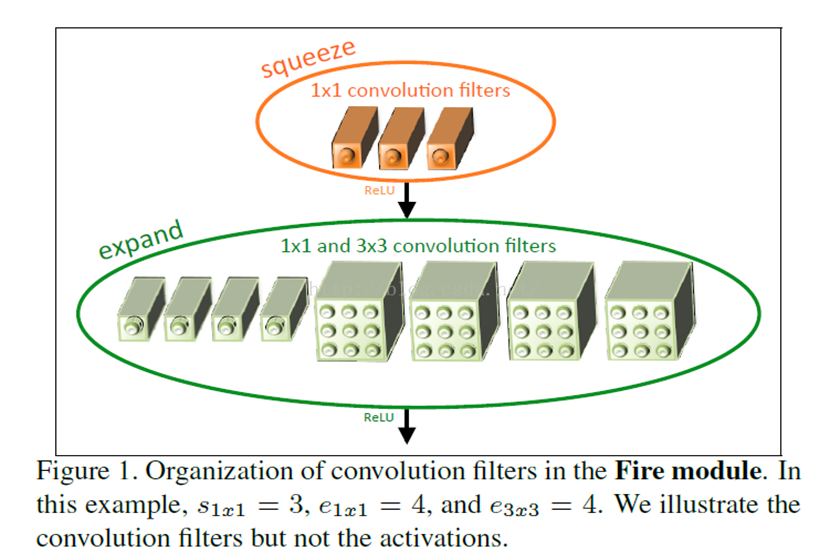 squeeze
1x1 convolution filters
ReLU
expand
1x1 and 3x3 convolution filters
ReLU
Figure 1. Organization of convolution filters in the Fire module. In
this example, s1x1 = 3, e1x1 = 4, and e3x3 = 4. We illustrate the
convolution filters but not the activations.